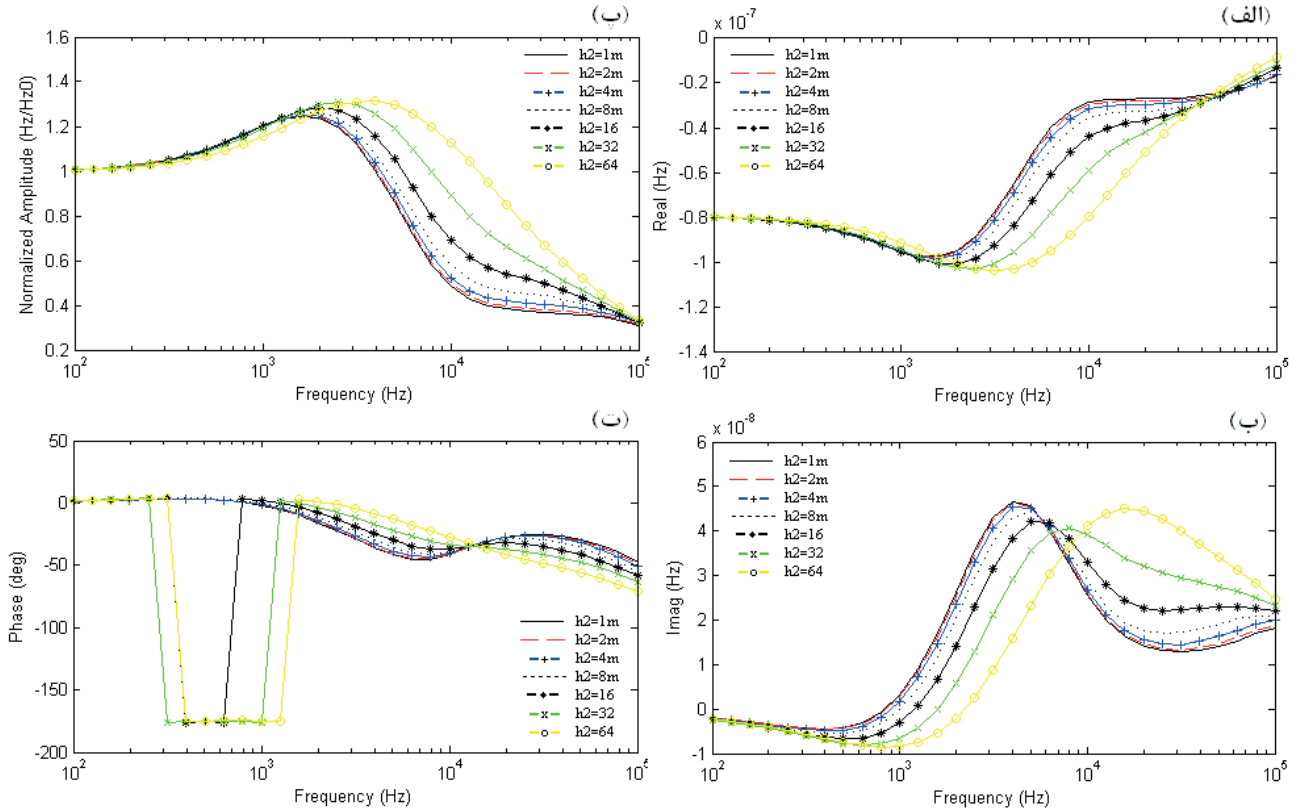 (پ)
1.6
1.4
1.2
1
0.8
0.6
0.4
0.2
Normalized Amplitude (Hz/Hz0)
h2=1m
h2=2m
h2=4m
h2=8m
h2=16
h2=32
h2=64
10^2
10^3
10^4
10^5
Frequency (Hz)
(الف)
x 10^-7
0
-0.2
-0.4
-0.6
-0.8
-1
-1.2
-1.4
Real (Hz)
h2=1m
h2=2m
h2=4m
h2=8m
h2=16
h2=32
h2=64
10^2
10^3
10^4
10^5
Frequency (Hz)
(ت)
50
0
-50
-100
-150
-200
Phase (deg)
h2=1m
h2=2m
h2=4m
h2=8m
h2=16
h2=32
h2=64
10^2
10^3
10^4
10^5
Frequency (Hz)
(ب)
x 10^-8
6
5
4
3
2
1
0
-1
Imag (Hz)
h2=1m
h2=2m
h2=4m
h2=8m
h2=16
h2=32
h2=64
10^2
10^3
10^4
10^5
Frequency (Hz)